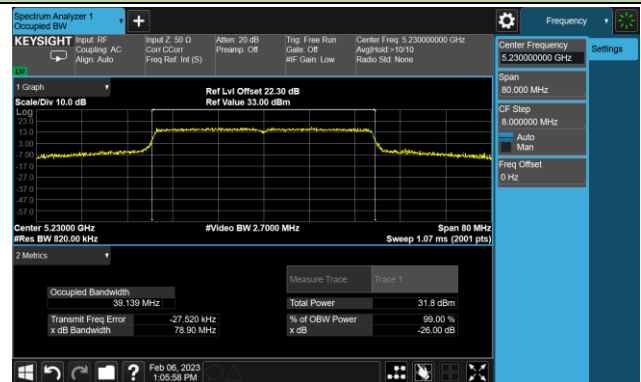 Spectrum Analyzer 1
Occupied BW
Frequency
KEYSIGHT
Input: RF
Coupling: AC
Align: Auto
Input Z: 50 Ω
Corr CCorr
Freq Ref: Int (S)
Atten: 20 dB
Preamp: Off
Trig: Free Run
Gate: Off
#IF Gain: Low
Center Freq: 5.230000000 GHz
Avg|Hold:>10/10
Radio Std: None
Center Frequency
5.230000000 GHz
Settings
Span
80.000 MHz
CF Step
8.000000 MHz
Auto
Man
Freq Offset
0 Hz
LW
1 Graph
Scale/Div 10.0 dB
Ref Lvl Offset 22.30 dB
Ref Value 33.00 dBm
Log
23.0
13.0
3.00
-7.00
-17.0
-27.0
-37.0
-47.0
-57.0
Center 5.23000 GHz
#Res BW 820.00 kHz
#Video BW 2.7000 MHz
Span 80 MHz
Sweep 1.07 ms (2001 pts)
2 Metrics
Measure Trace
Trace 1
Occupied Bandwidth
39.139 MHz
Total Power
31.8 dBm
Transmit Freq Error
-27.520 kHz
% of OBW Power
99.00 %
x dB Bandwidth
78.90 MHz
x dB
-26.00 dB
Feb 06, 2023
1:05:58 PM